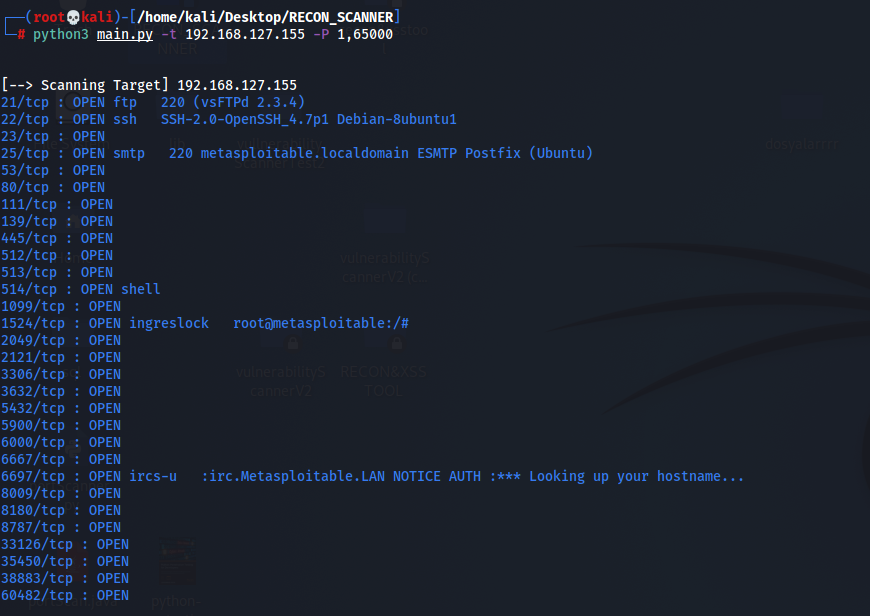 (root💀kali)-[/home/kali/Desktop/RECON_SCANNER]
# python3 main.py -t 192.168.127.155 -P 1,65000
[--> Scanning Target] 192.168.127.155
21/tcp : OPEN ftp   220 (vsFTPd 2.3.4)
22/tcp : OPEN ssh   SSH-2.0-OpenSSH_4.7p1 Debian-8ubuntu1
23/tcp : OPEN
25/tcp : OPEN smtp   220 metasploitable.localdomain ESMTP Postfix (Ubuntu)
53/tcp : OPEN
80/tcp : OPEN
111/tcp : OPEN
139/tcp : OPEN
445/tcp : OPEN
512/tcp : OPEN
513/tcp : OPEN
514/tcp : OPEN shell
1099/tcp : OPEN
1524/tcp : OPEN ingreslock   root@metasploitable:/#
2049/tcp : OPEN
2121/tcp : OPEN
3306/tcp : OPEN
3632/tcp : OPEN
5432/tcp : OPEN
5900/tcp : OPEN
6000/tcp : OPEN
6667/tcp : OPEN
6697/tcp : OPEN ircs-u   :irc.Metasploitable.LAN NOTICE AUTH :*** Looking up your hostname...
8009/tcp : OPEN
8180/tcp : OPEN
8787/tcp : OPEN
33126/tcp : OPEN
35450/tcp : OPEN
38883/tcp : OPEN
60482/tcp : OPEN
vulnerabilityS
vulnerabilityS
cannerV2
RECON&XSS
TOOL